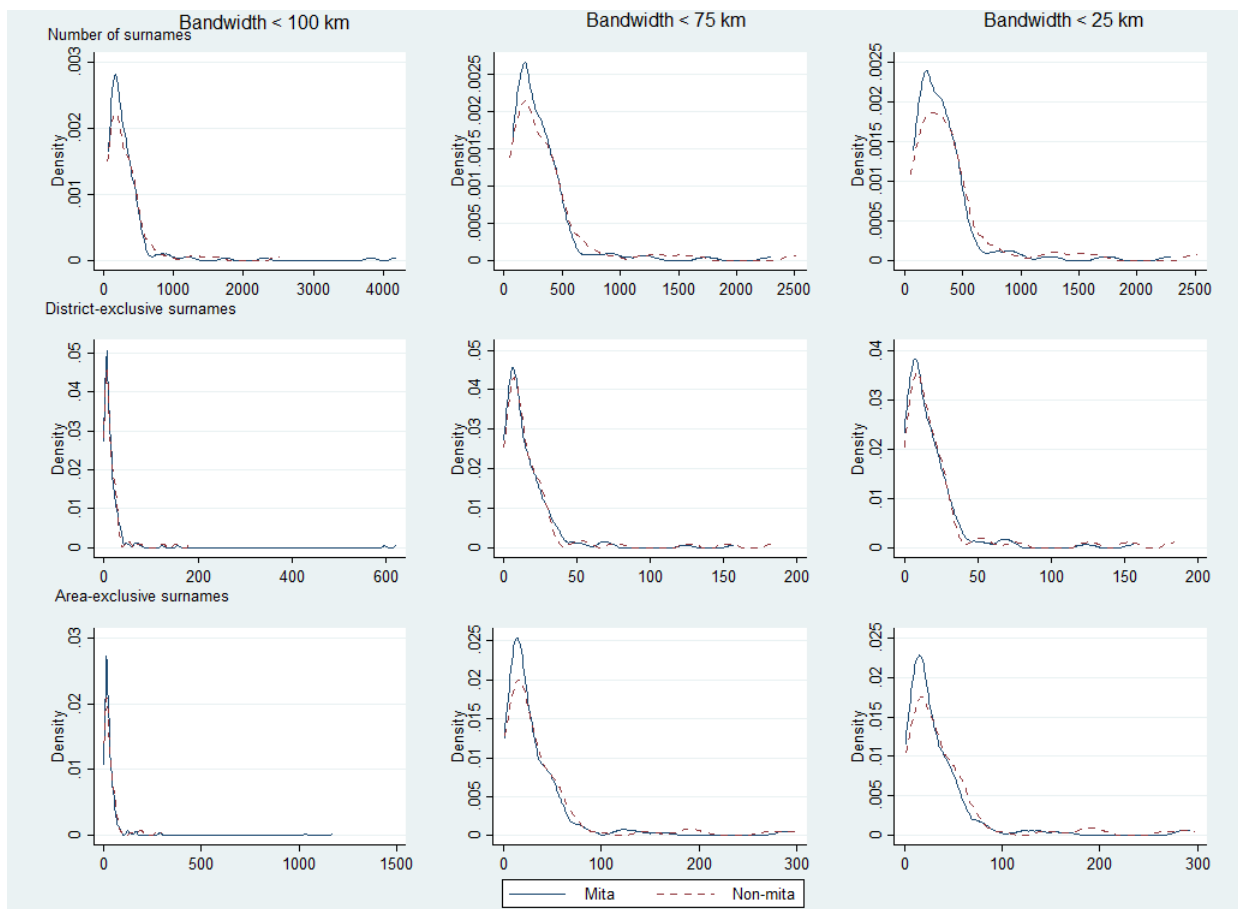 Bandwidth < 100 km
Bandwidth < 75 km
Bandwidth < 25 km
Number of surnames
Density
0 .001 .002 .003
0 1000 2000 3000 4000
Density
0 .0005 .001 .0015 .002 .0025
0 500 1000 1500 2000 2500
Density
0 .0005 .001 .0015 .002 .0025
0 500 1000 1500 2000 2500
District-exclusive surnames
Density
0 .01 .02 .03 .04 .05
0 200 400 600
Density
0 .01 .02 .03 .04 .05
0 50 100 150 200
Density
0 .01 .02 .03 .04
0 50 100 150 200
Area-exclusive surnames
Density
0 .01 .02 .03
0 500 1000 1500
Density
0 .005 .01 .015 .02 .025
0 100 200 300
Density
0 .005 .01 .015 .02 .025
0 100 200 300
Mita Non-mita